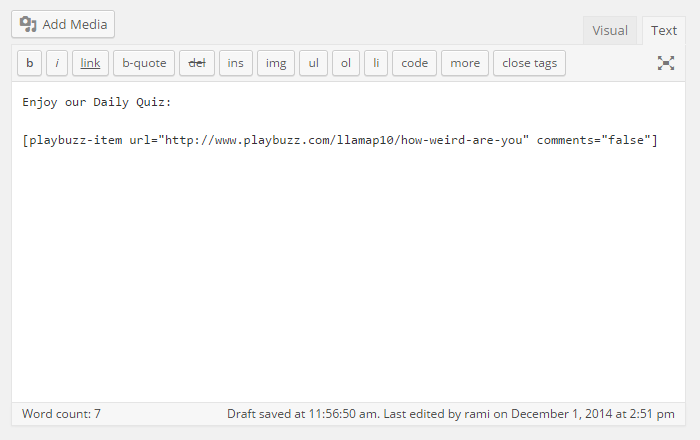 Add Media
Visual Text
b i link b-quote del ins img ul ol li code more close tags
Enjoy our Daily Quiz:
[playbuzz-item url="http://www.playbuzz.com/llamap10/how-weird-are-you" comments="false"]
Word count: 7 Draft saved at 11:56:50 am. Last edited by rami on December 1, 2014 at 2:51 pm